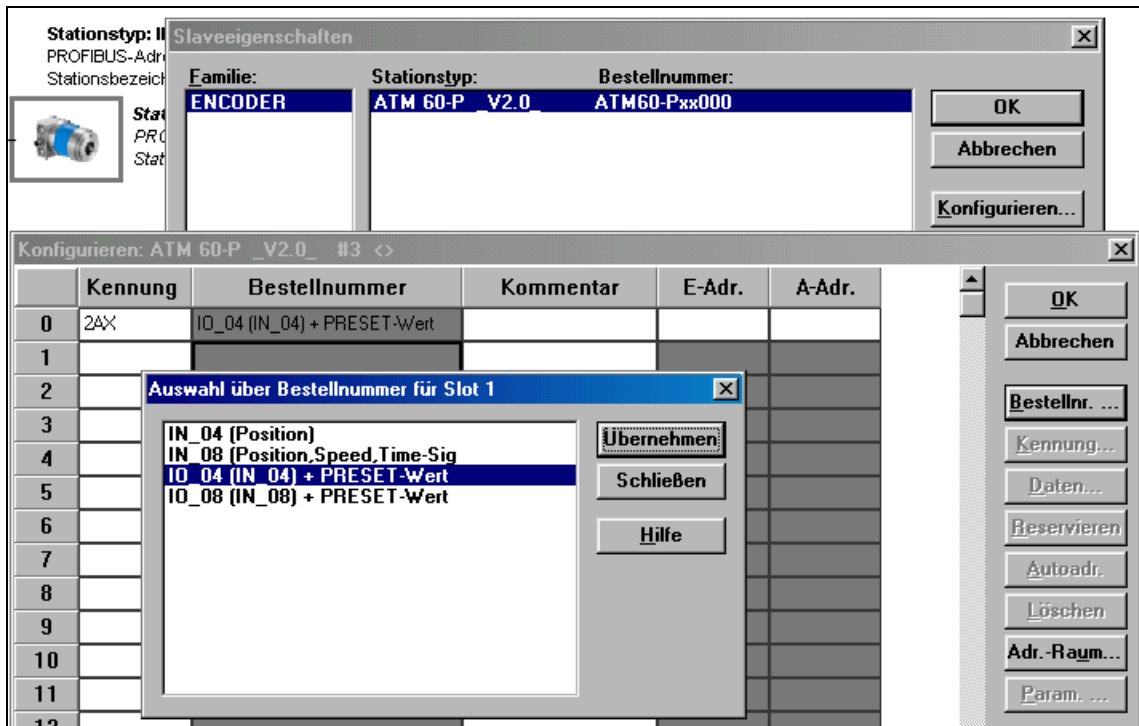 Stationstyp:
PROFIBUS-Adr
Stationsbezeich
Stat
PRO
Stat
Slaveeigenschaften
Familie: Stationstyp: Bestellnummer:
ENCODER ATM 60-P _V2.0_ ATM60-Pxx000
OK
Abbrechen
Konfigurieren...
Konfigurieren: ATM 60-P _V2.0_ #3 <>
Kennung Bestellnummer Kommentar E-Adr. A-Adr.
0 2AX IO_04 (IN_04) + PRESET-Wert
1
2
3
4
5
6
7
8
9
10
11
12
Auswahl über Bestellnummer für Slot 1
IN_04 (Position)
IN_08 (Position,Speed,Time-Sig
IO_04 (IN_04) + PRESET-Wert
IO_08 (IN_08) + PRESET-Wert
Übernehmen
Schließen
Hilfe
OK
Abbrechen
Bestellnr. ...
Kennung...
Daten...
Reservieren
Autoadr.
Löschen
Adr.-Raum...
Param. ...